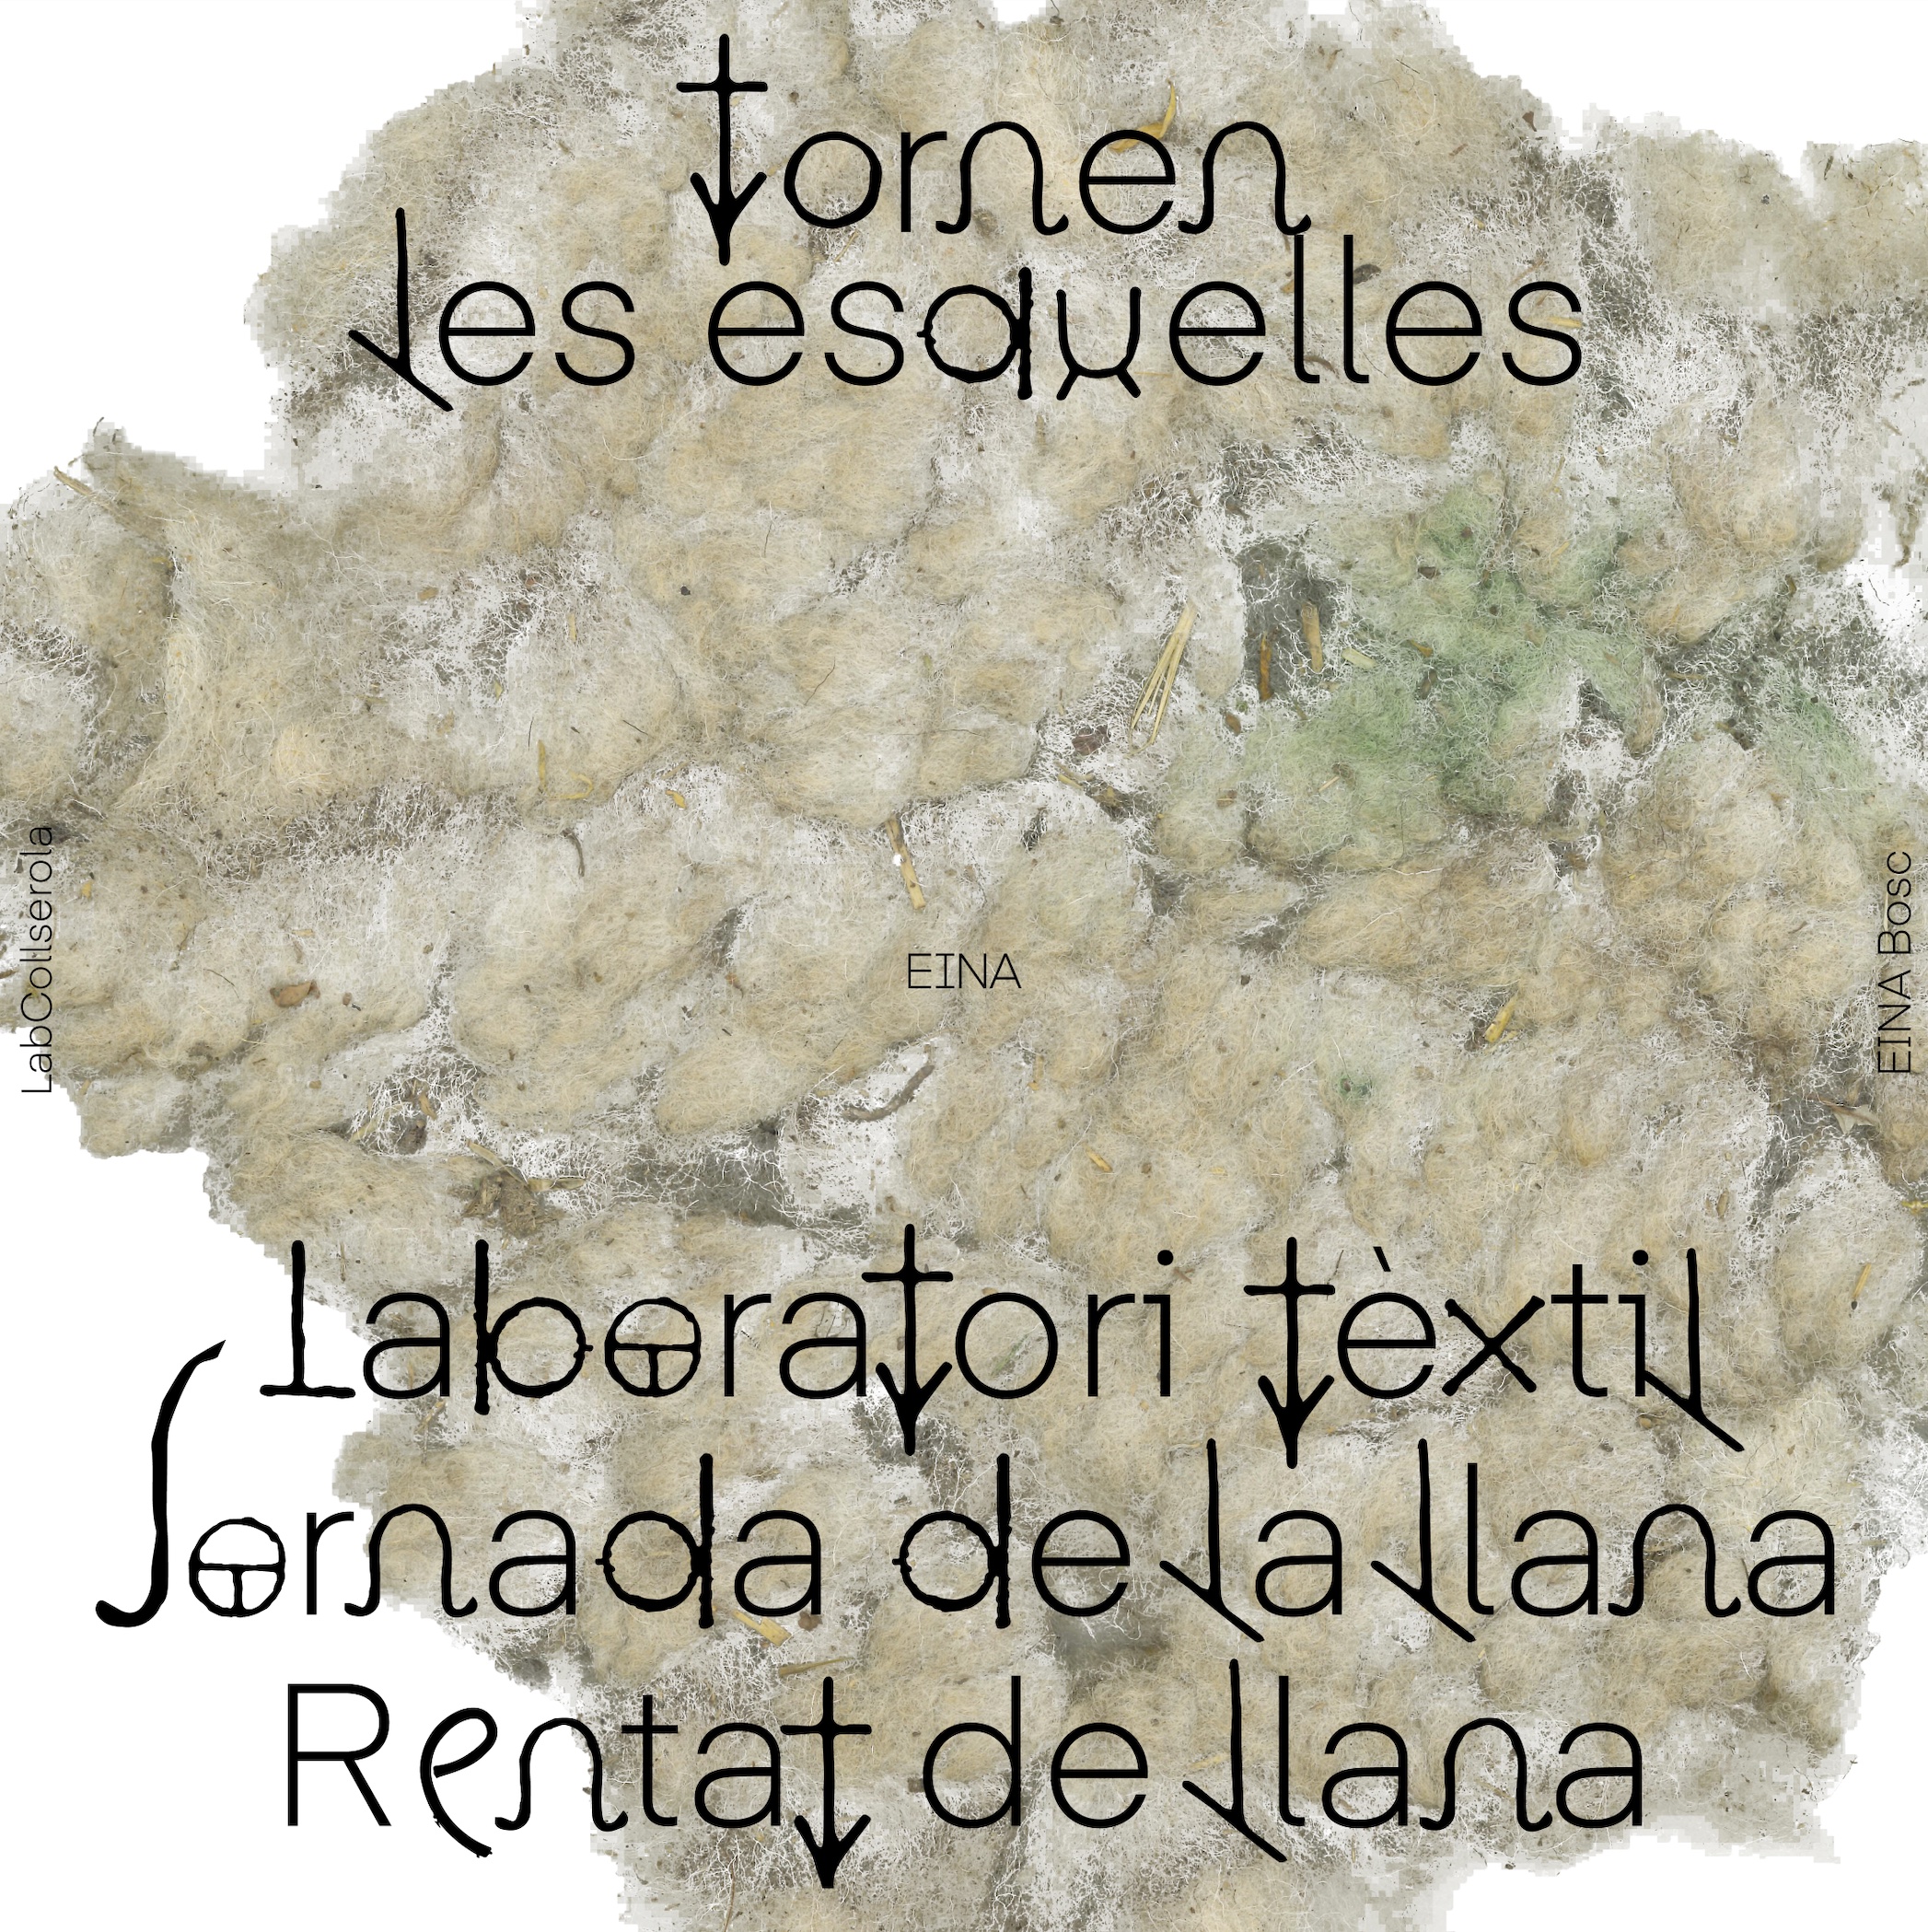 Tornen
les esquelles
LabCollserola
EINA
EINA Bosc
Laboratori tèxtil
Jornada de la llana
Rentat de llana